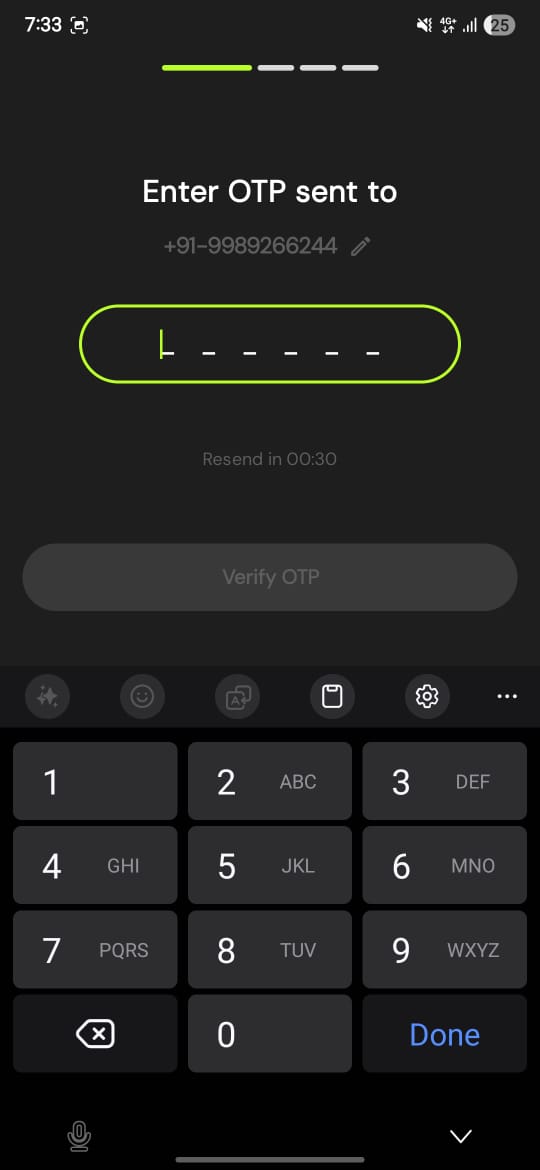 7:33 4G+ 25
Enter OTP sent to
+91-9989266244
Resend in 00:30
Verify OTP
A
1 2 ABC 3 DEF
4 GHI 5 JKL 6 MNO
7 PQRS 8 TUV 9 WXYZ
0 Done